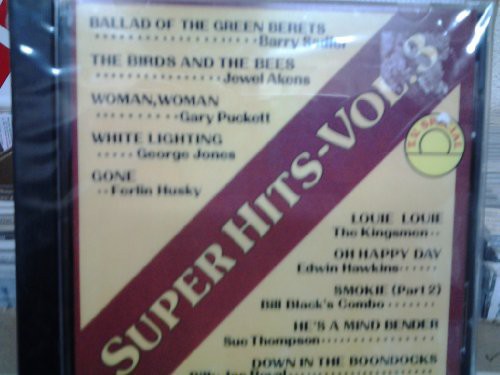 BALLAD OF THE GREEN BERETS
Barry Sadler
THE BIRDS AND THE BEES
Jewel Akens
WOMAN, WOMAN
Gary Puckett
WHITE LIGHTING
George Jones
GONE
Ferlin Husky
SUPER HITS-VOL.
LOUIE LOUIE
The Kingsmen
OH HAPPY DAY
Edwin Hawkins
SMOKIE (Part 2)
Bill Black's Combo
HE'S A MIND BENDER
Sue Thompson
DOWN IN THE BOONDOCKS
SPECIAL